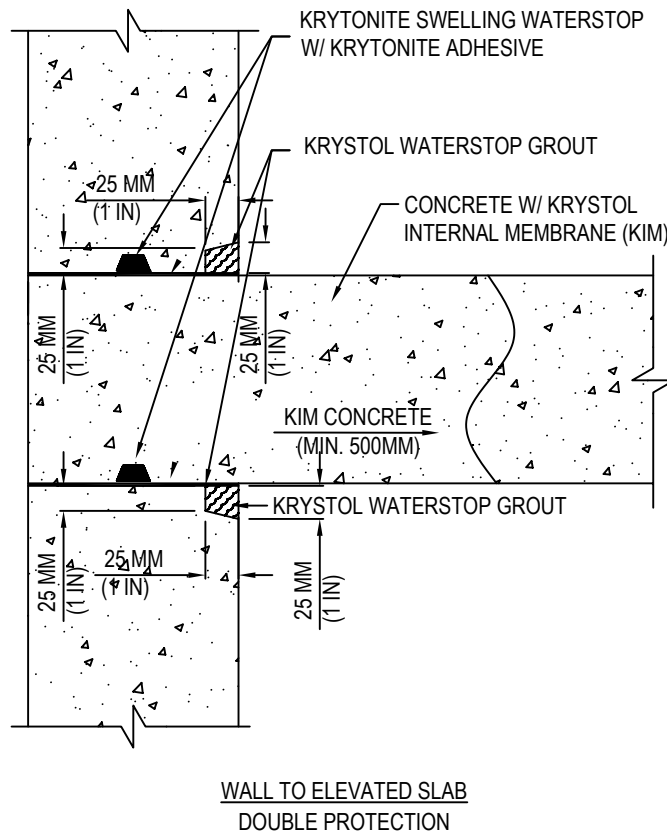 KRYTONITE SWELLING WATERSTOP
W/ KRYTONITE ADHESIVE
KRYSTOL WATERSTOP GROUT
25 MM
(1 IN)
CONCRETE W/ KRYSTOL
INTERNAL MEMBRANE (KIM)
25 MM
(1 IN)
25 MM
(1 IN)
KIM CONCRETE
(MIN. 500MM)
KRYSTOL WATERSTOP GROUT
25 MM
(1 IN)
25 MM
(1 IN)
25 MM
(1 IN)
WALL TO ELEVATED SLAB
DOUBLE PROTECTION